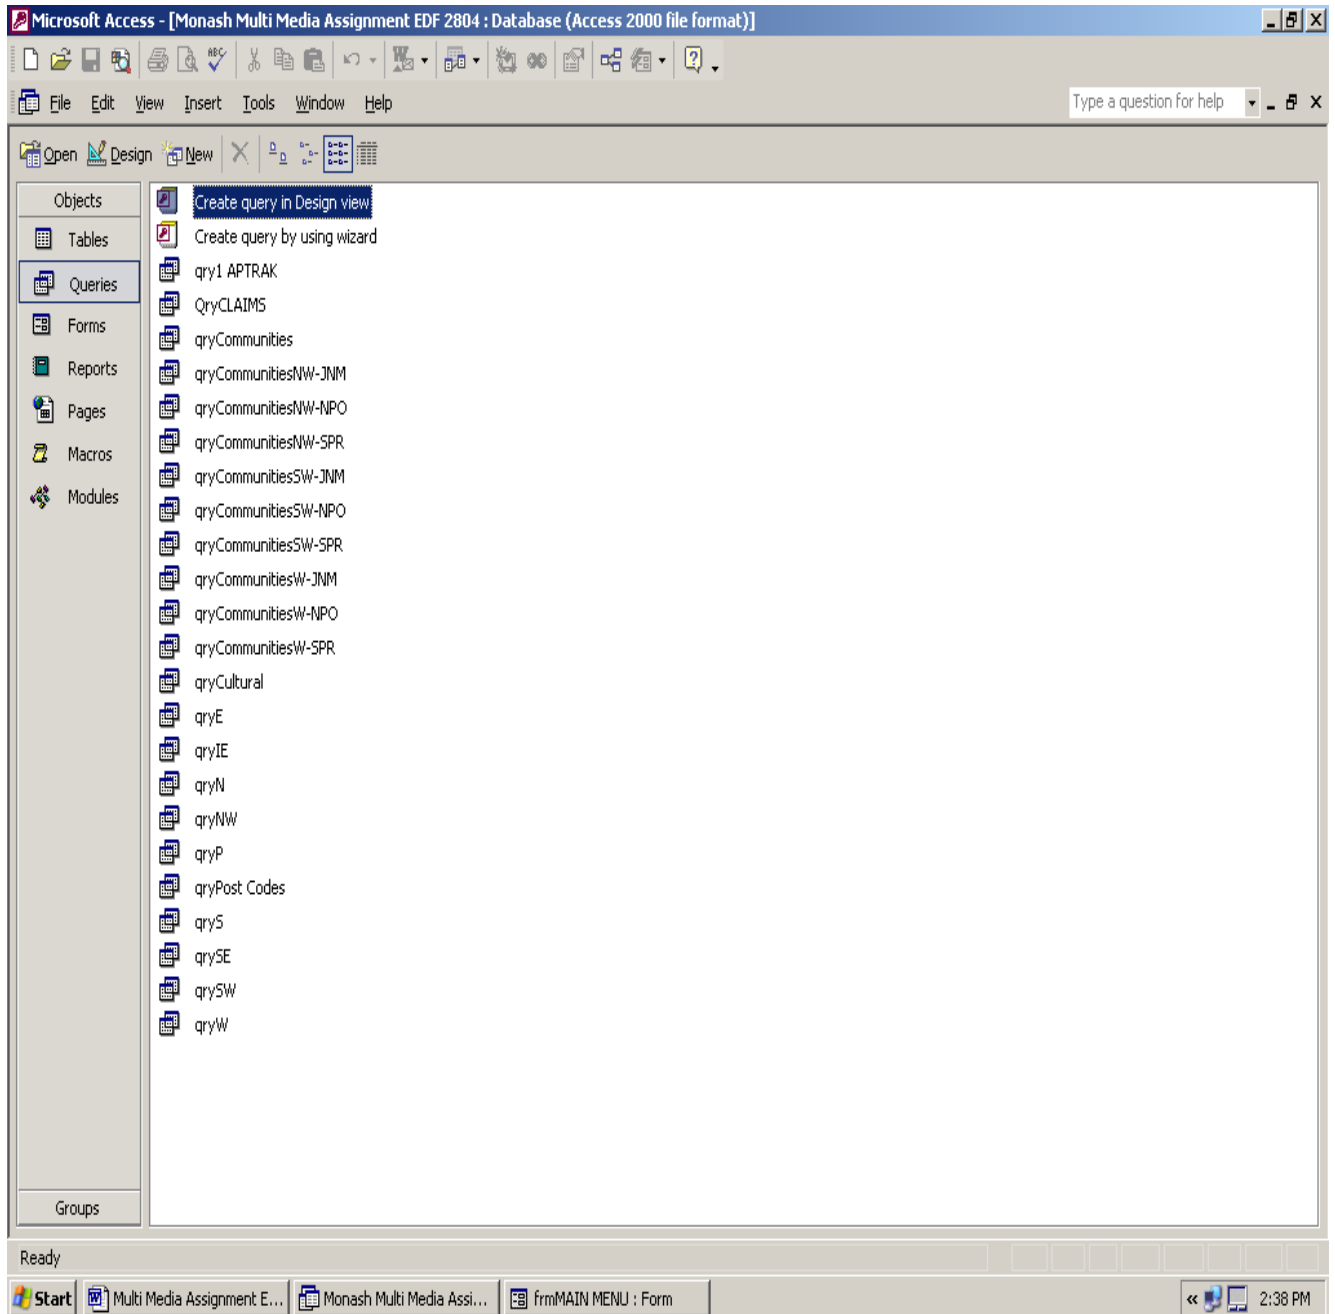 Microsoft Access - [Monash Multi Media Assignment EDF 2804 : Database (Access 2000 file format)]
File Edit View Insert Tools Window Help Type a question for help
Open Design New
Objects
Tables
Queries
Forms
Reports
Pages
Macros
Modules
Groups
Create query in Design view
Create query by using wizard
qry1 APTRAK
QryCLAIMS
qryCommunities
qryCommunitiesNW-JNM
qryCommunitiesNW-NPO
qryCommunitiesNW-SPR
qryCommunitiesSW-JNM
qryCommunitiesSW-NPO
qryCommunitiesSW-SPR
qryCommunitiesW-JNM
qryCommunitiesW-NPO
qryCommunitiesW-SPR
qryCultural
qryE
qryIE
qryN
qryNW
qryP
qryPost Codes
qryS
qrySE
qrySW
qryW
Ready
Start Multi Media Assignment E... Monash Multi Media Assi... frmMAIN MENU : Form « 2:38 PM